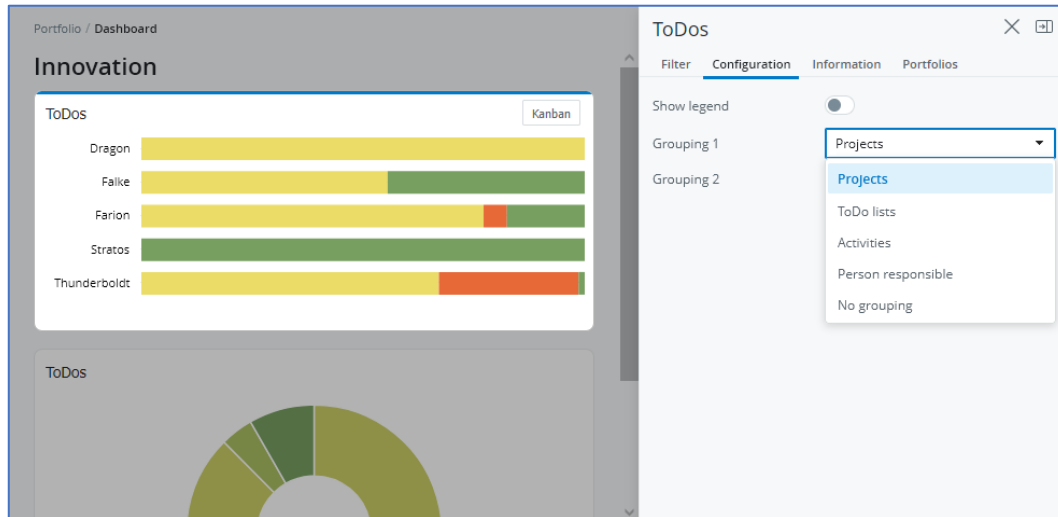 Portfolio / Dashboard
Innovation
ToDos
Kanban
Dragon
Falke
Farion
Stratos
Thunderboldt
ToDos
ToDos
Filter Configuration Information Portfolios
Show legend
Grouping 1 Projects
Grouping 2
Projects
ToDo lists
Activities
Person responsible
No grouping